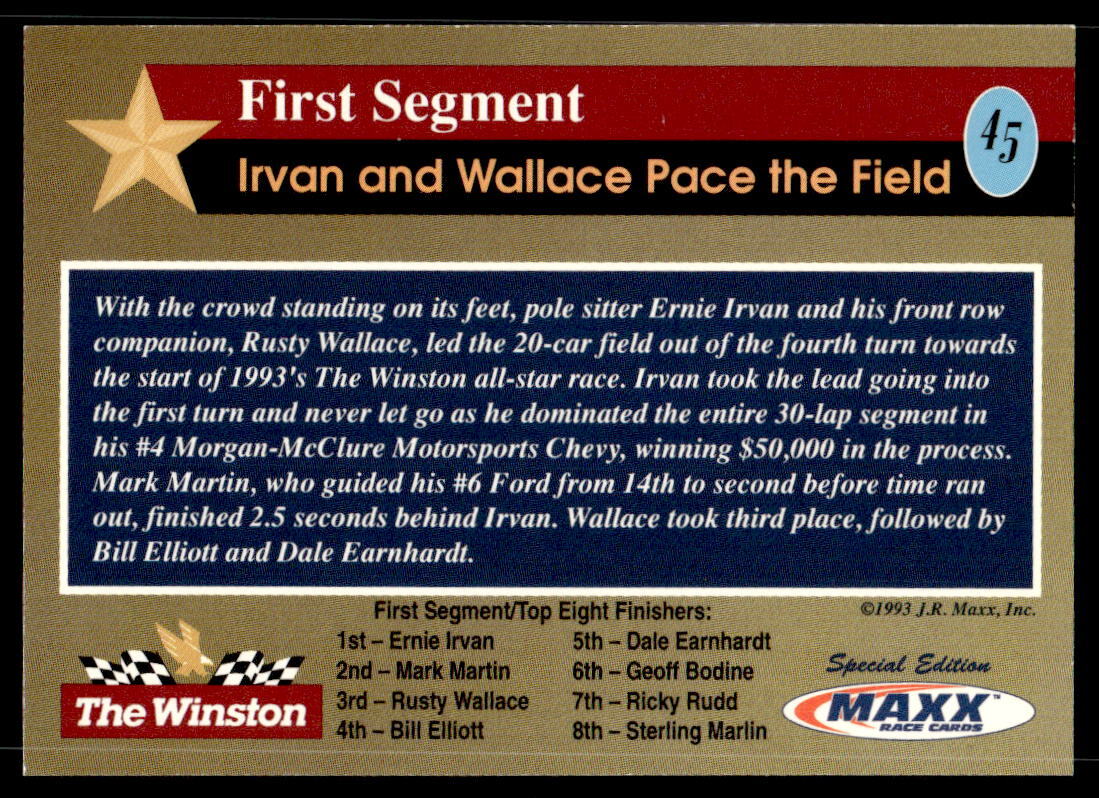 First Segment
45
Irvan and Wallace Pace the Field
With the crowd standing on its feet, pole sitter Ernie Irvan and his front row
companion, Rusty Wallace, led the 20-car field out of the fourth turn towards
the start of 1993's The Winston all-star race. Irvan took the lead going into
the first turn and never let go as he dominated the entire 30-lap segment in
his #4 Morgan-McClure Motorsports Chevy, winning $50,000 in the process.
Mark Martin, who guided his #6 Ford from 14th to second before time ran
out, finished 2.5 seconds behind Irvan. Wallace took third place, followed by
Bill Elliott and Dale Earnhardt.
©1993 J.R. Maxx, Inc.
First Segment/Top Eight Finishers:
1st – Ernie Irvan
2nd – Mark Martin
3rd – Rusty Wallace
4th – Bill Elliott
5th – Dale Earnhardt
6th – Geoff Bodine
7th – Ricky Rudd
8th – Sterling Marlin
The Winston
Special Edition
MAXX™
RACE CARDS